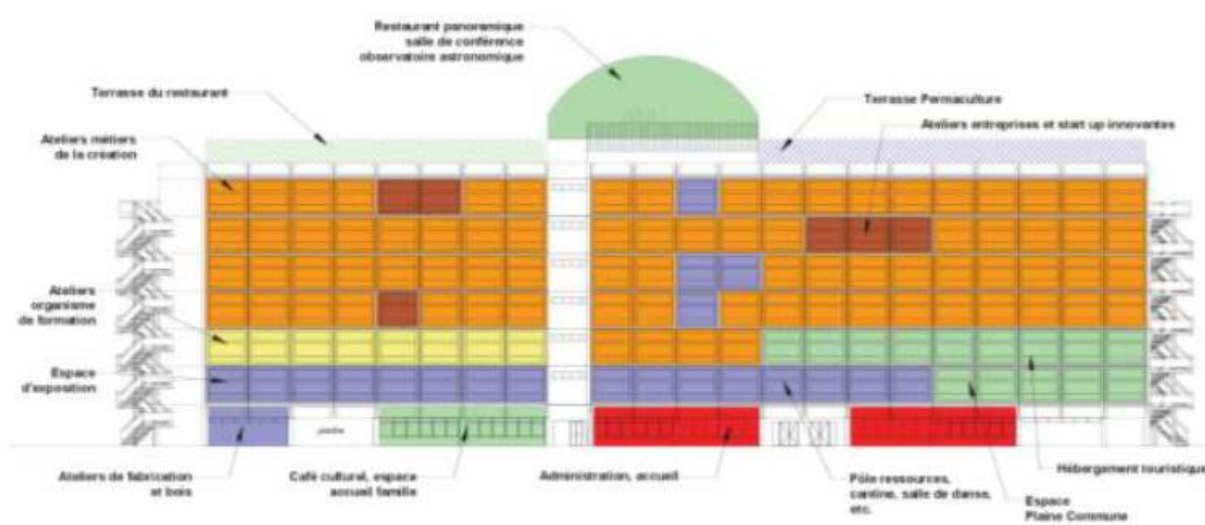 Restaurant panoramique
salle de conférence
observatoire astronomique
Terrasse du restaurant
Terrasse Permaculture
Ateliers entreprises et start up innovantes
Ateliers métiers
de la création
Ateliers
organisme
de formation
Espace
d'exposition
Ateliers de fabrication
et bois
Café culturel, espace
accueil famille
Administration, accueil
Pôle ressources,
cantine, salle de danse,
etc.
Espace
Plaine Commune
Hébergement touristique